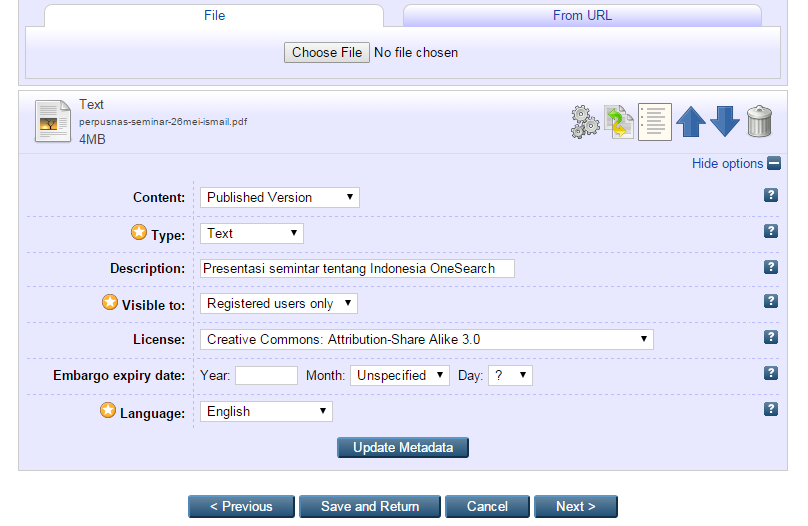 File From URL
Choose File No file chosen
Text
perpusnas-seminar-26mei-ismail.pdf
4MB
Hide options
Content: Published Version ?
Type: Text ?
Description: Presentasi semintar tentang Indonesia OneSearch ?
Visible to: Registered users only ?
License: Creative Commons: Attribution-Share Alike 3.0 ?
Embargo expiry date: Year: Month: Unspecified Day: ? ?
Language: English ?
Update Metadata
< Previous Save and Return Cancel Next >